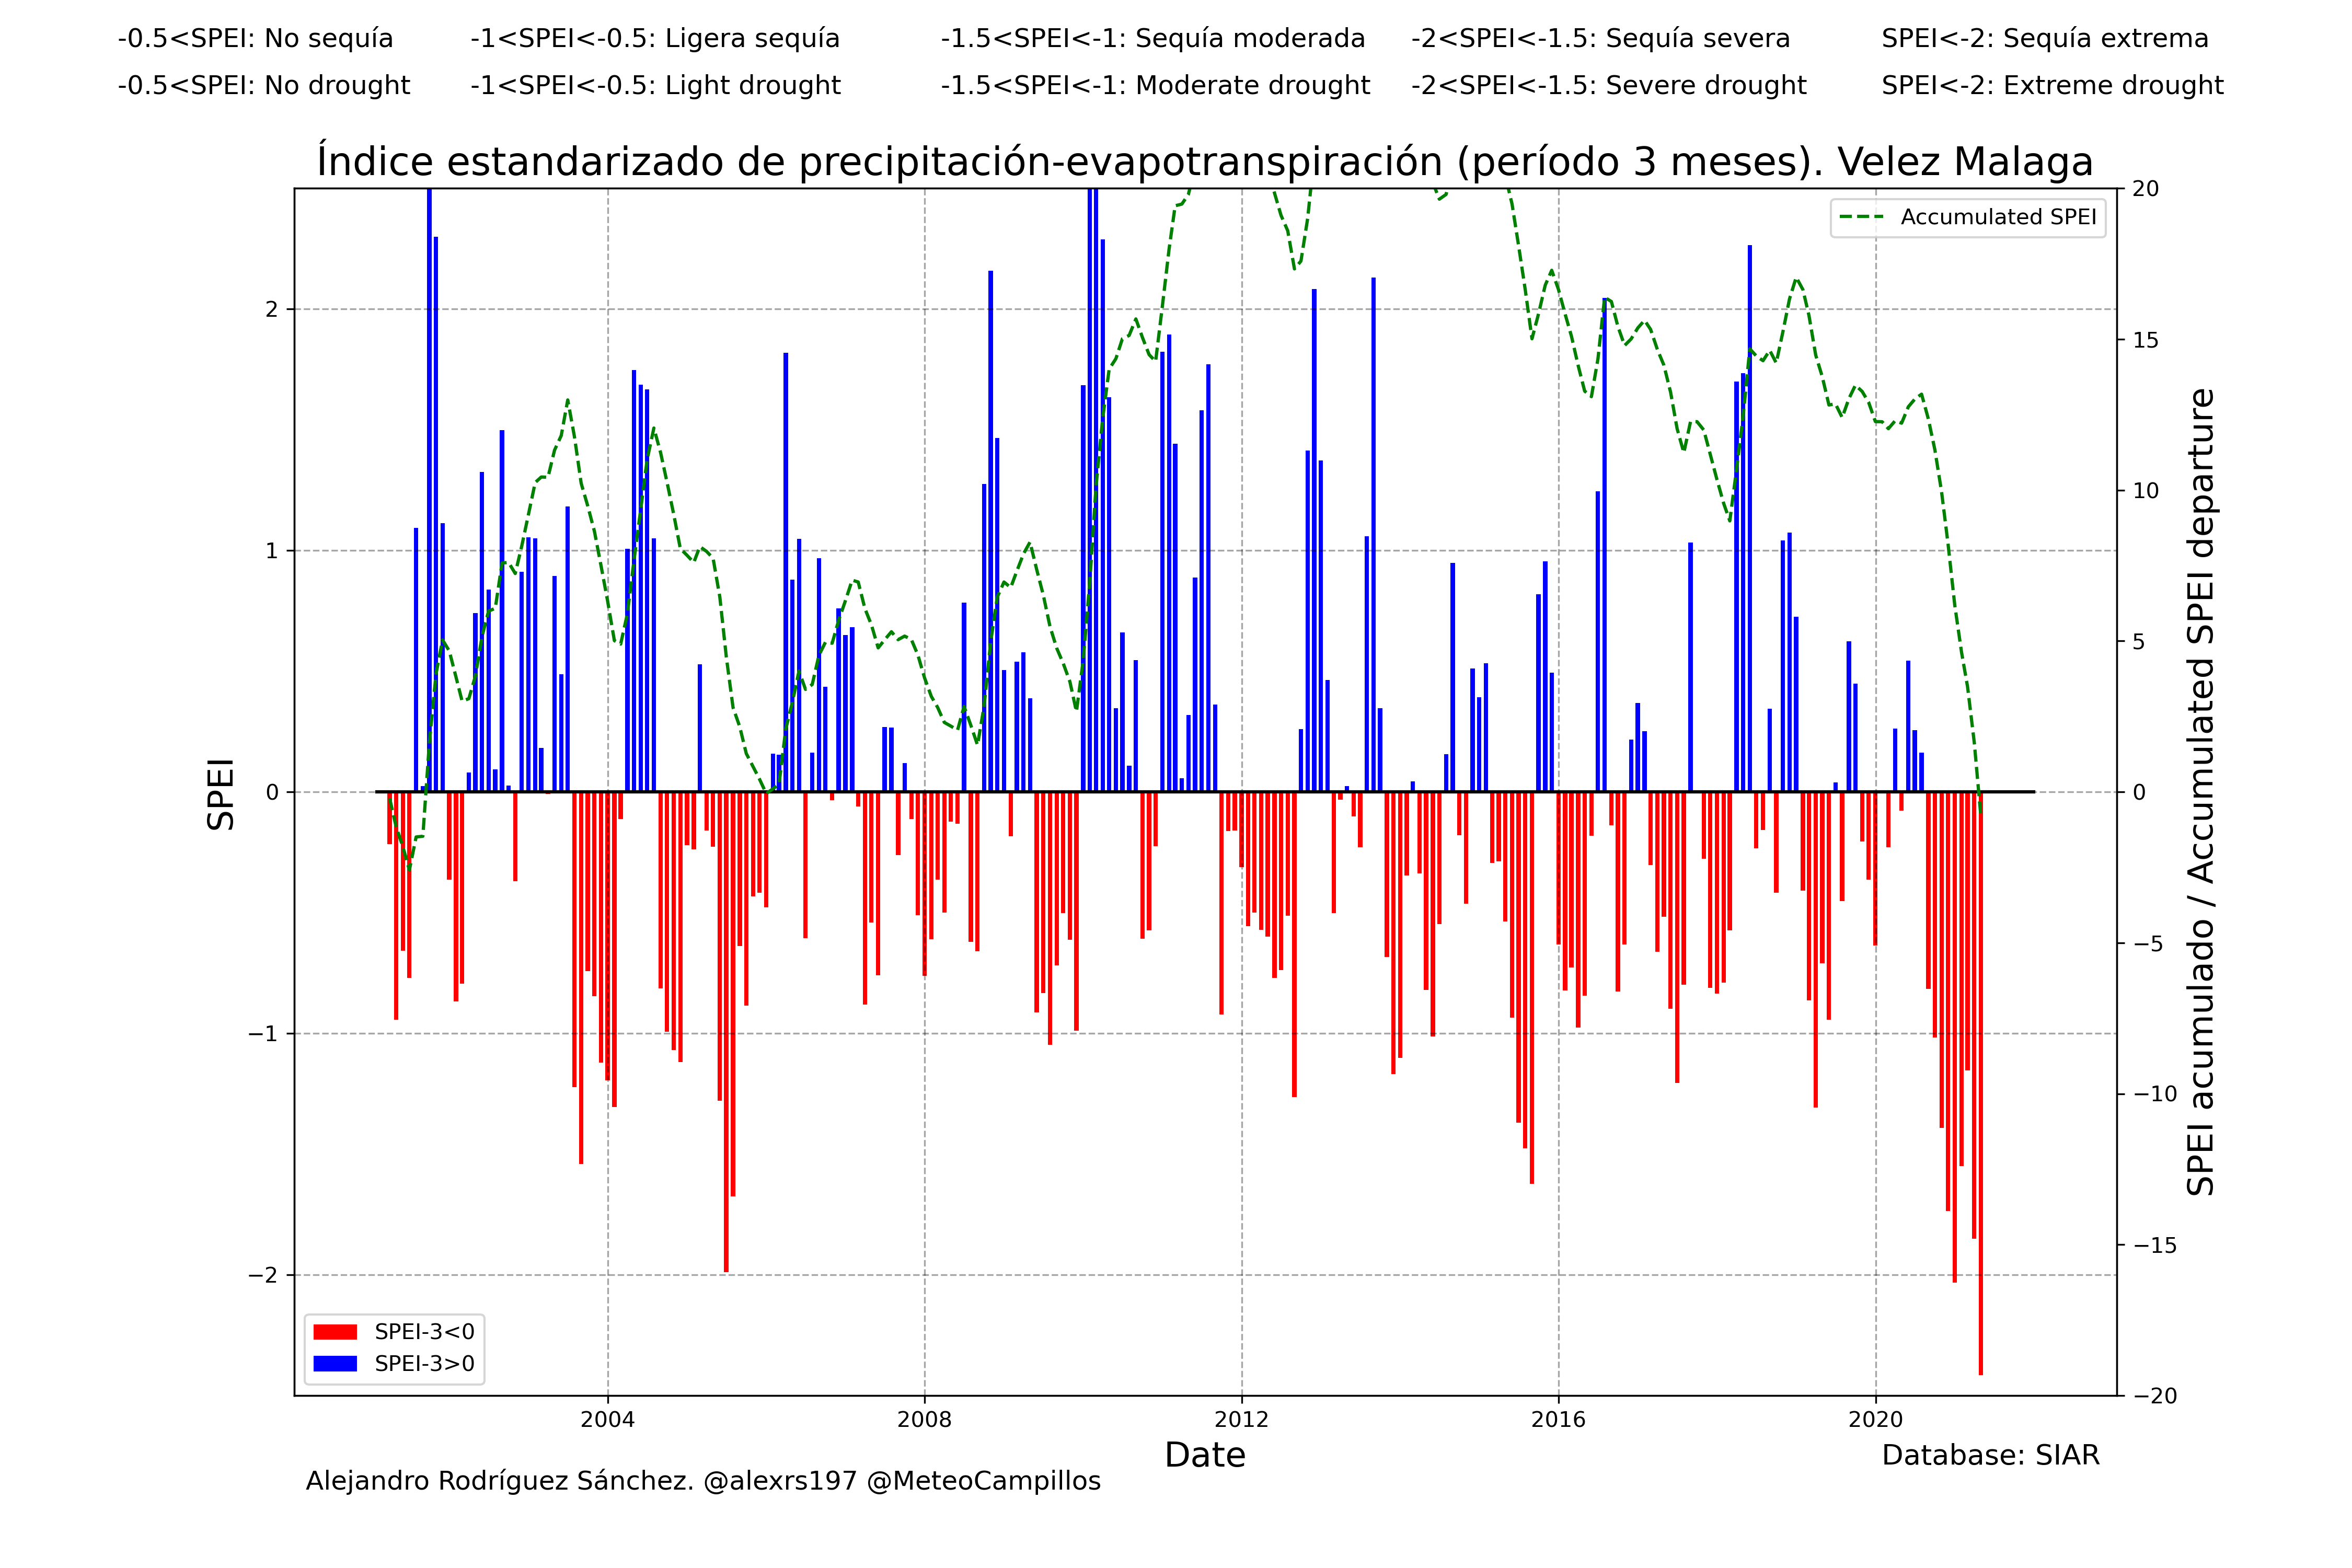 -0.5<SPEI: No sequía -1<SPEI<-0.5: Ligera sequía -1.5<SPEI<-1: Sequía moderada -2<SPEI<-1.5: Sequía severa SPEI<-2: Sequía extrema
-0.5<SPEI: No drought -1<SPEI<-0.5: Light drought -1.5<SPEI<-1: Moderate drought -2<SPEI<-1.5: Severe drought SPEI<-2: Extreme drought
Índice estandarizado de precipitación-evapotranspiración (período 3 meses). Velez Malaga
Accumulated SPEI
SPEI
2
1
0
−1
−2
20
15
10
5
0
−5
−10
−15
−20
SPEI acumulado / Accumulated SPEI departure
SPEI-3<0
SPEI-3>0
2004 2008 2012 2016 2020
Date
Database: SIAR
Alejandro Rodríguez Sánchez. @alexrs197 @MeteoCampillos